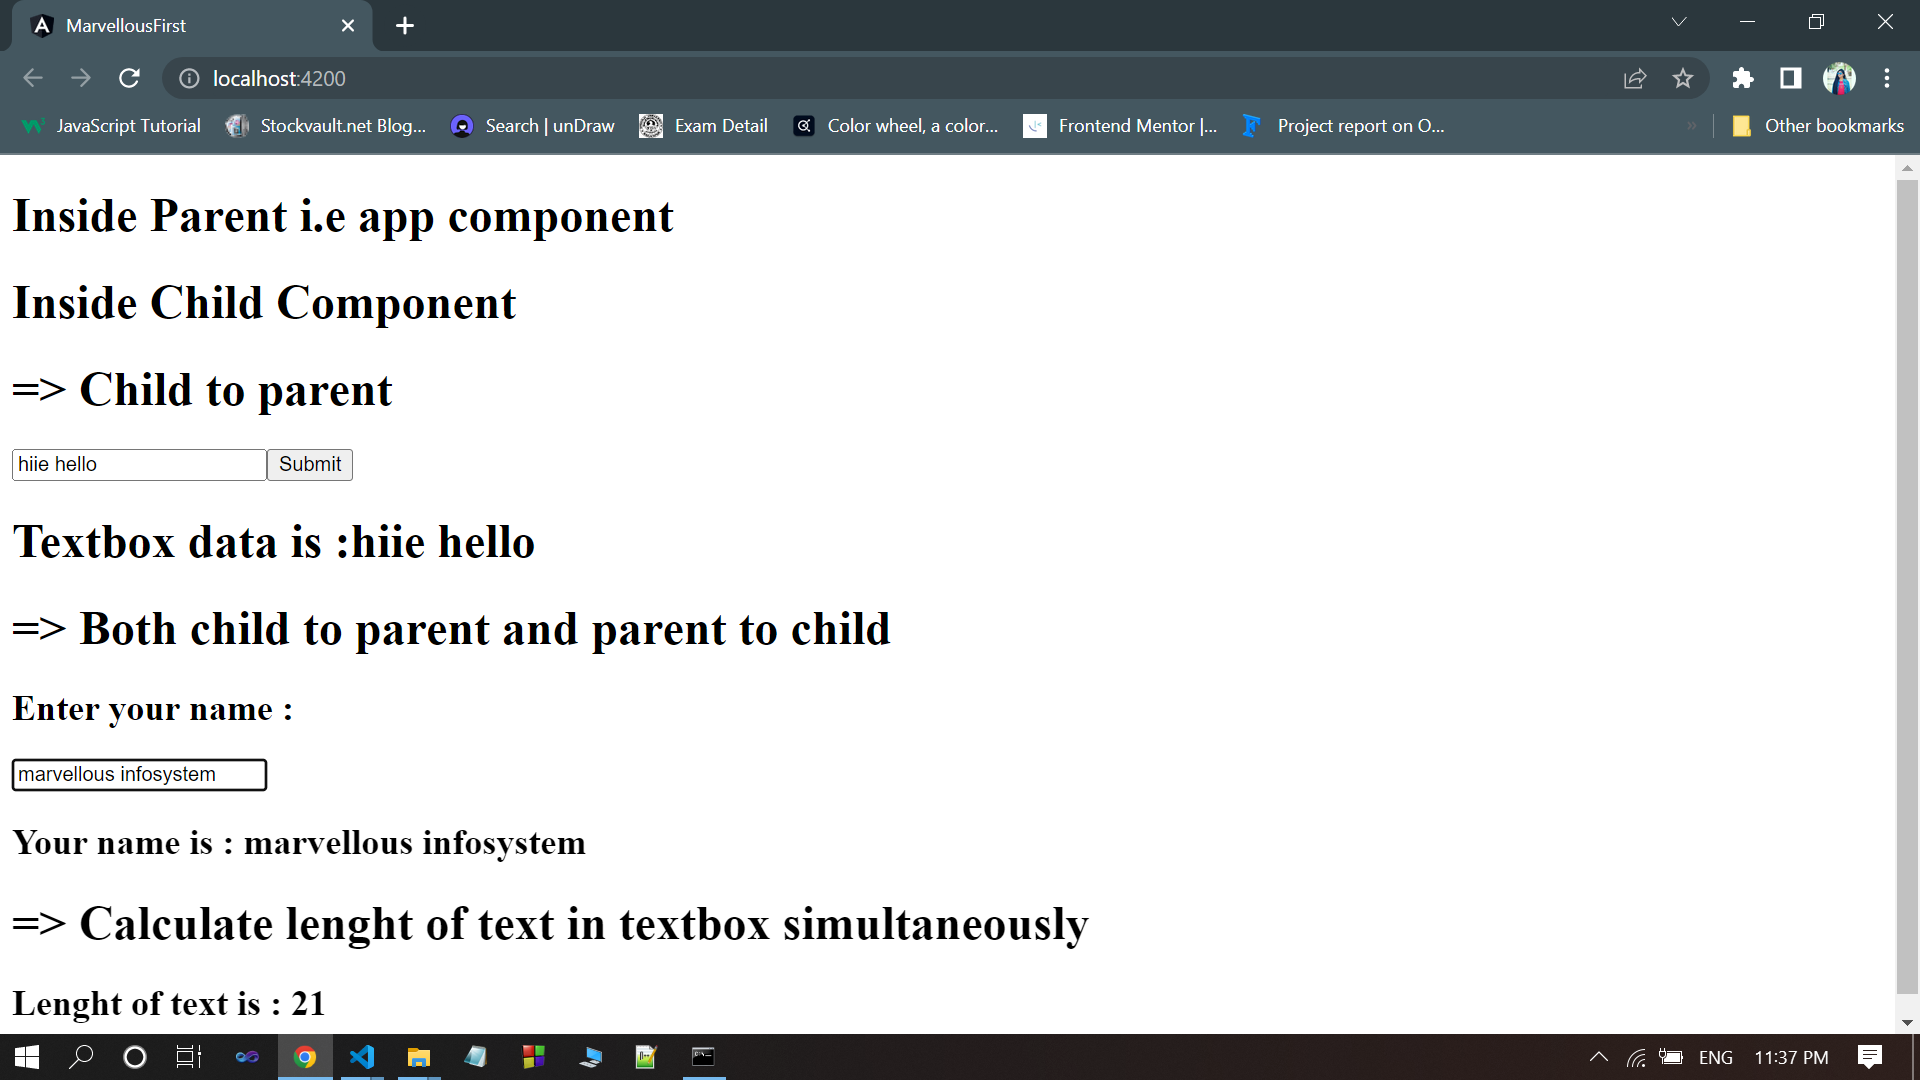 MarvellousFirst
localhost:4200
JavaScript Tutorial Stockvault.net Blog... Search | unDraw Exam Detail Color wheel, a color... Frontend Mentor |... Project report on O... » Other bookmarks
Inside Parent i.e app component
Inside Child Component
=> Child to parent
hiie hello Submit
Textbox data is :hiie hello
=> Both child to parent and parent to child
Enter your name :
marvellous infosystem
Your name is : marvellous infosystem
=> Calculate lenght of text in textbox simultaneously
Lenght of text is : 21
ENG 11:37 PM